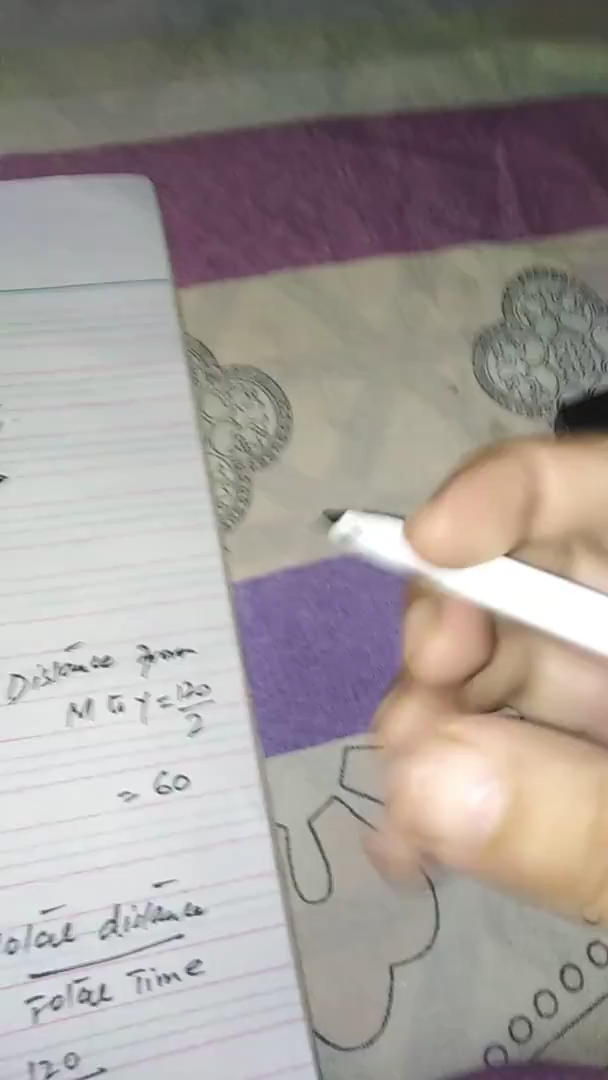 Distance from
M to Y = 120/2
= 60
total distance
Total Time
120